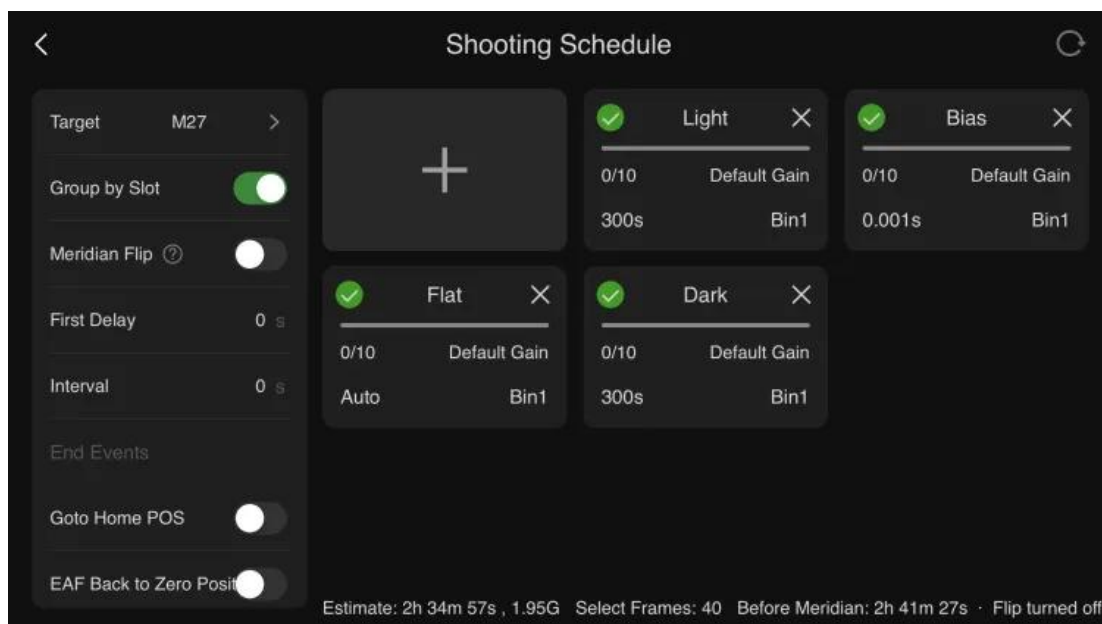 Shooting Schedule
Target M27
Group by Slot
Meridian Flip ?
First Delay 0 s
Interval 0 s
End Events
Goto Home POS
EAF Back to Zero Posit
Light
0/10 Default Gain
300s Bin1
Bias
0/10 Default Gain
0.001s Bin1
Flat
0/10 Default Gain
Auto Bin1
Dark
0/10 Default Gain
300s Bin1
Estimate: 2h 34m 57s , 1.95G Select Frames: 40 Before Meridian: 2h 41m 27s · Flip turned off